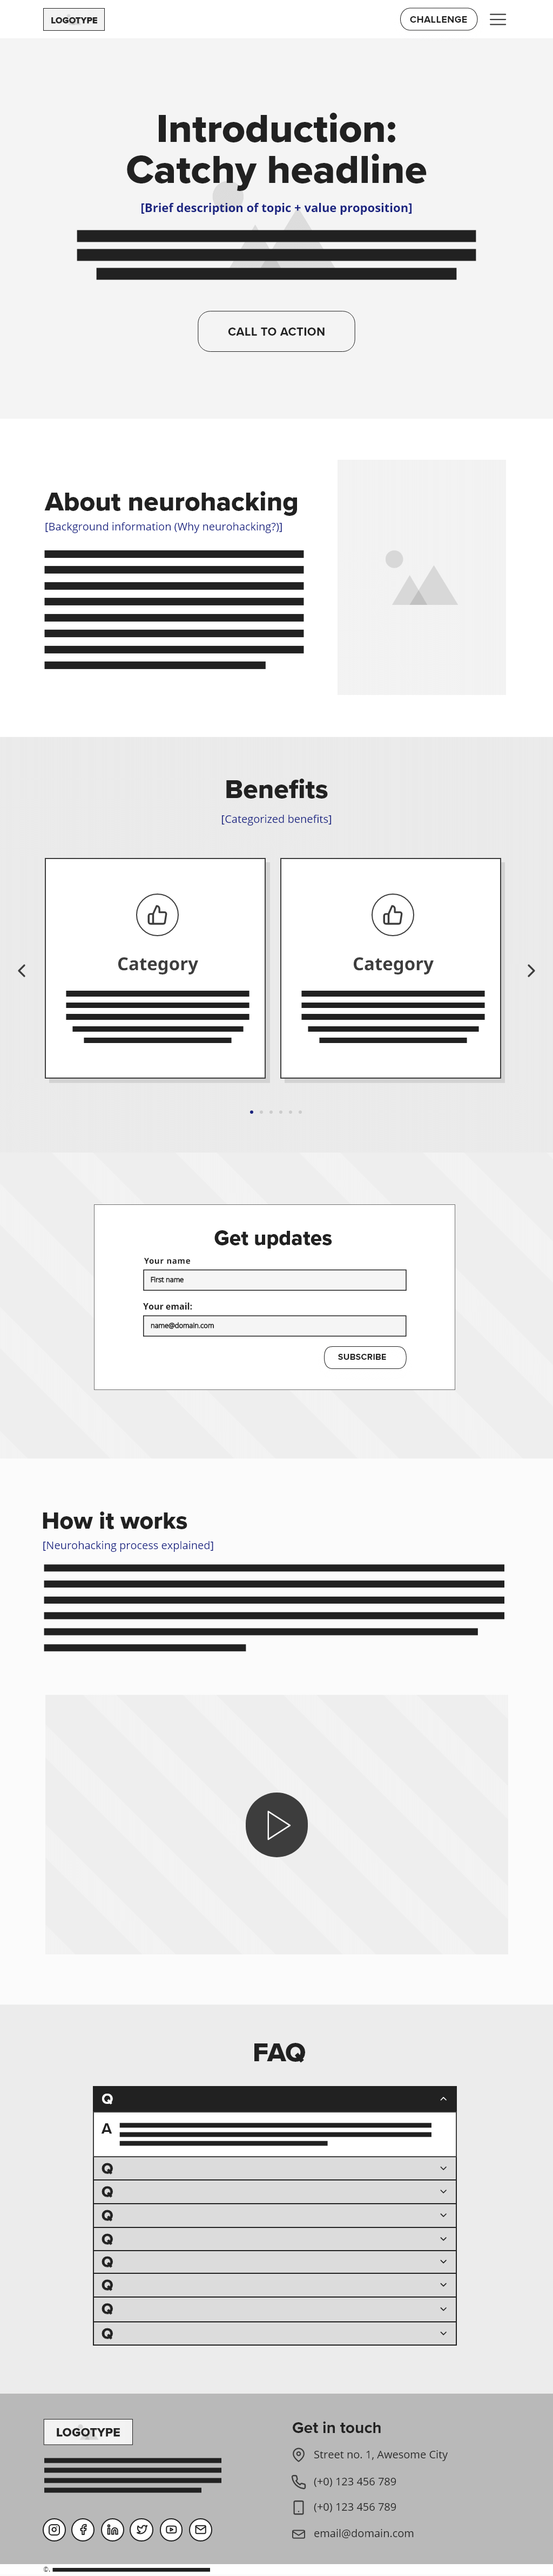 LOGOTYPE
CHALLENGE
Introduction:
Catchy headline
[Brief description of topic + value proposition]
CALL TO ACTION
About neurohacking
[Background information (Why neurohacking?)]
Benefits
[Categorized benefits]
Category
Category
Get updates
Your name
First name
Your email:
name@domain.com
SUBSCRIBE
How it works
[Neurohacking process explained]
FAQ
Q
A
Q
Q
Q
Q
Q
Q
Q
Q
LOGOTYPE
Get in touch
Street no. 1, Awesome City
(+0) 123 456 789
(+0) 123 456 789
email@domain.com
©.